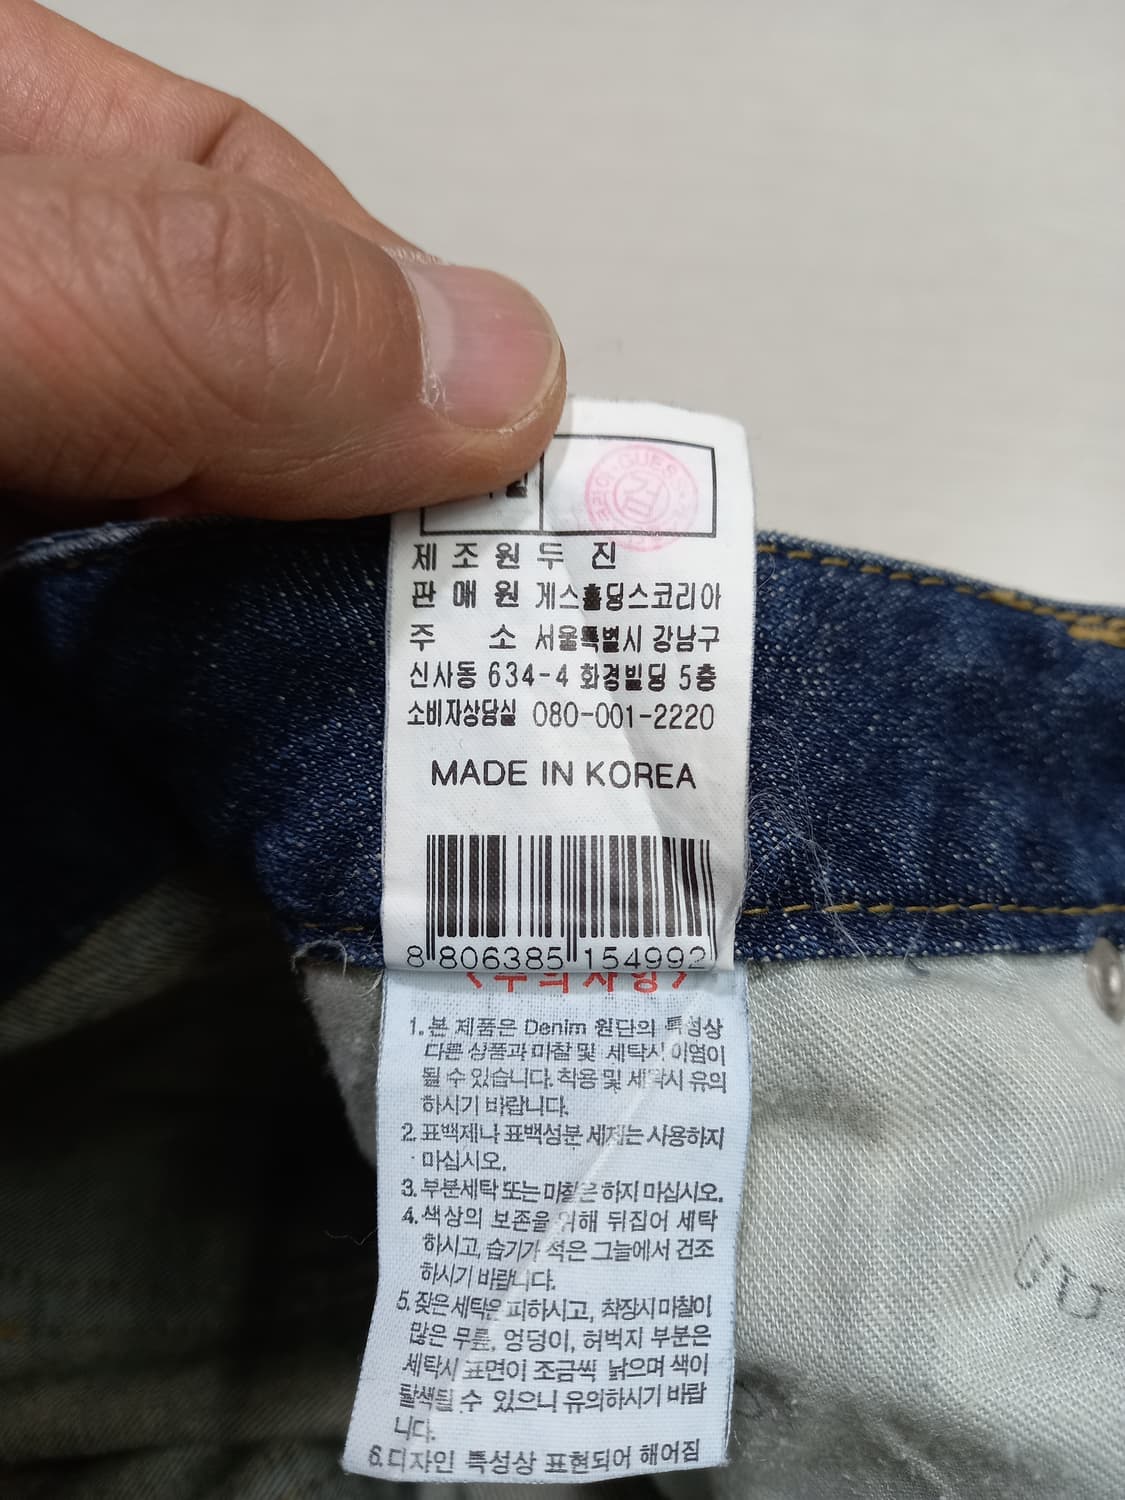 GUES
검
제 조 원 두 진
판 매 원 게스홀딩스코리아
주 소 서울특별시 강남구
신사동 634-4 화경빌딩 5층
소비자상담실 080-001-2220
MADE IN KOREA
8 806385 154992
<주의사항>
1. 본 제품은 Denim 원단의 특성상
다른 상품과 마찰 및 세탁시 이염이
될 수 있습니다. 착용 및 세탁시 유의
하시기 바랍니다.
2. 표백제나 표백성분 세제는 사용하지
마십시오.
3. 부분세탁 또는 마찰은 하지 마십시오.
4. 색상의 보존을 위해 뒤집어 세탁
하시고, 습기가 적은 그늘에서 건조
하시기 바랍니다.
5. 잦은 세탁은 피하시고, 착장시 마찰이
많은 무릎, 엉덩이, 허벅지 부분은
세탁시 표면이 조금씩 낡으며 색이
탈색될 수 있으니 유의하시기 바랍
니다.
6. 디자인 특성상 표현되어 해어짐